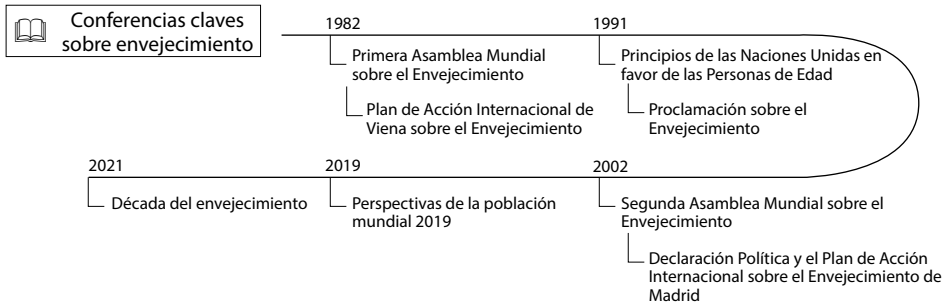 Conferencias claves
sobre envejecimiento
1982
Primera Asamblea Mundial
sobre el Envejecimiento
Plan de Acción Internacional de
Viena sobre el Envejecimiento
1991
Principios de las Naciones Unidas en
favor de las Personas de Edad
Proclamación sobre el
Envejecimiento
2002
Segunda Asamblea Mundial sobre el
Envejecimiento
Declaración Política y el Plan de Acción
Internacional sobre el Envejecimiento de
Madrid
2019
Perspectivas de la población
mundial 2019
2021
Década del envejecimiento